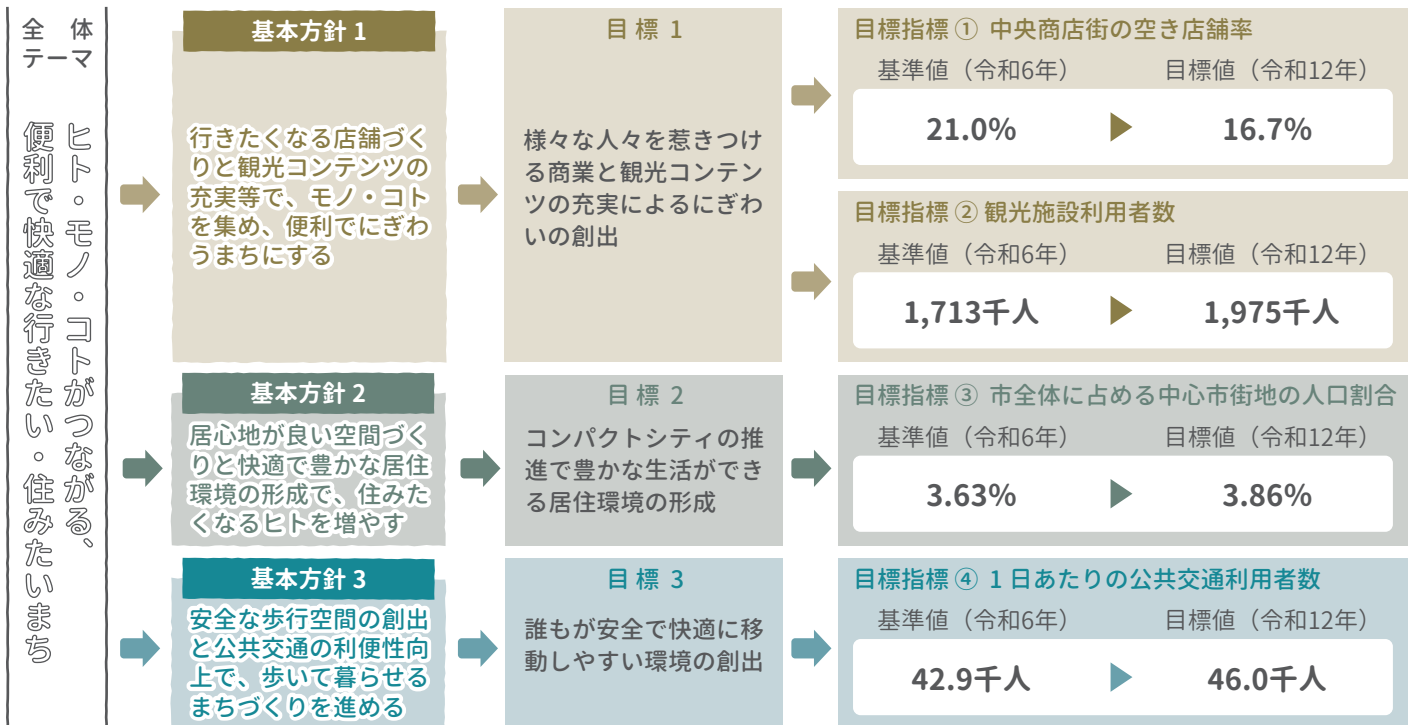 全体
テーマ
ヒト・モノ・コトがつながる、
便利で快適な行きたい・住みたいまち
基本方針 1
行きたくなる店舗づく
りと観光コンテンツの
充実等で、モノ・コト
を集め、便利でにぎわ
うまちにする
目標 1
様々な人々を惹きつけ
る商業と観光コンテン
ツの充実によるにぎわ
いの創出
目標指標 ① 中央商店街の空き店舗率
基準値（令和6年） 目標値（令和12年）
21.0% 16.7%
目標指標 ② 観光施設利用者数
基準値（令和6年） 目標値（令和12年）
1,713千人 1,975千人
基本方針 2
居心地が良い空間づく
りと快適で豊かな居住
環境の形成で、住みた
くなるヒトを増やす
目標 2
コンパクトシティの推
進で豊かな生活ができ
る居住環境の形成
目標指標 ③ 市全体に占める中心市街地の人口割合
基準値（令和6年） 目標値（令和12年）
3.63% 3.86%
基本方針 3
安全な歩行空間の創出
と公共交通の利便性向
上で、歩いて暮らせる
まちづくりを進める
目標 3
誰もが安全で快適に移
動しやすい環境の創出
目標指標 ④ 1日あたりの公共交通利用者数
基準値（令和6年） 目標値（令和12年）
42.9千人 46.0千人